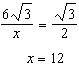 6√3/x = √3/2
x = 12